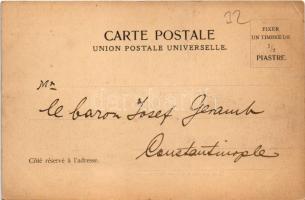 32
CARTE POSTALE
UNION POSTALE UNIVERSELLE.
FIXER
UN TIMBRE DE
1/2
PIASTRE.
Mr
le baron Josef Geramb
Constantinople
Côté réservé à l'adresse.